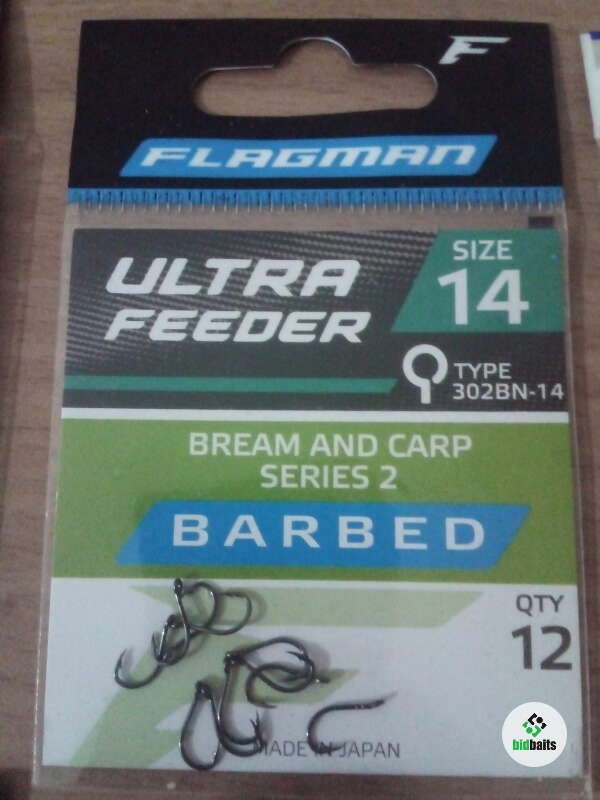 F
FLAGMAN
ULTRA
FEEDER
SIZE
14
TYPE
302BN-14
BREAM AND CARP
SERIES 2
BARBED
QTY
12
MADE IN JAPAN
bidbaits